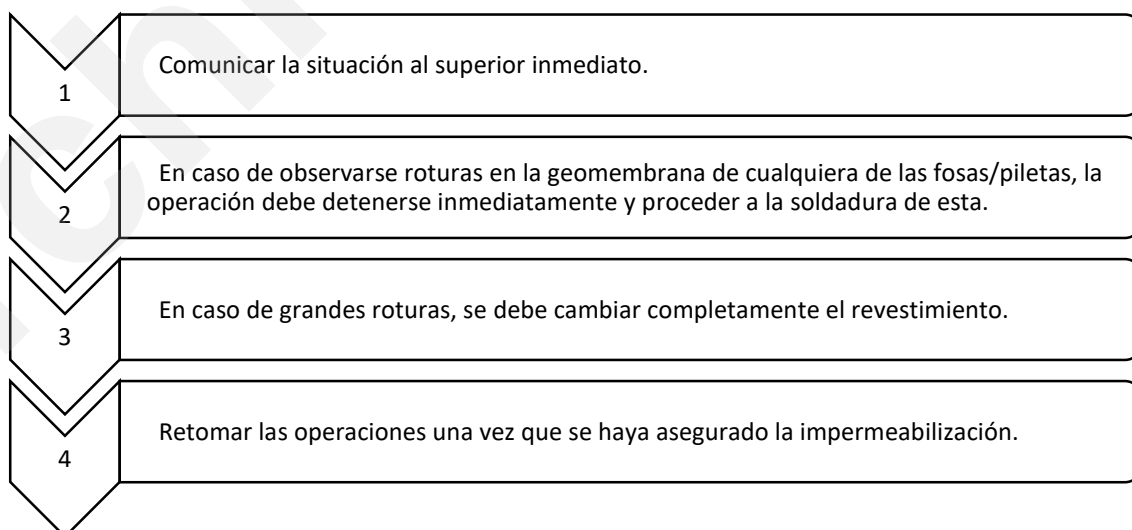 1
Comunicar la situación al superior inmediato.
2
En caso de observarse roturas en la geomembrana de cualquiera de las fosas/piletas, la
operación debe detenerse inmediatamente y proceder a la soldadura de esta.
3
En caso de grandes roturas, se debe cambiar completamente el revestimiento.
4
Retomar las operaciones una vez que se haya asegurado la impermeabilización.